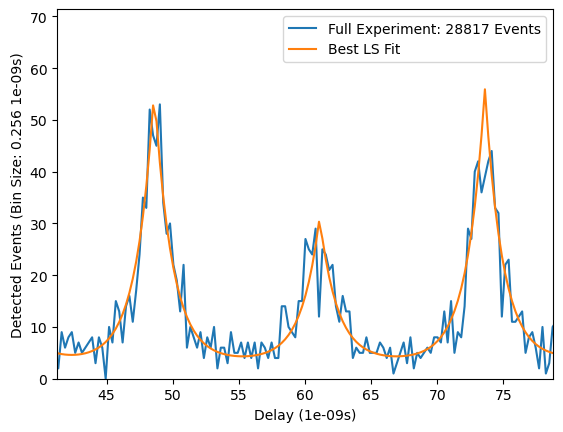 70
60
50
40
30
20
10
0
Detected Events (Bin Size: 0.256 1e-09s)
Full Experiment: 28817 Events
Best LS Fit
45 50 55 60 65 70 75
Delay (1e-09s)